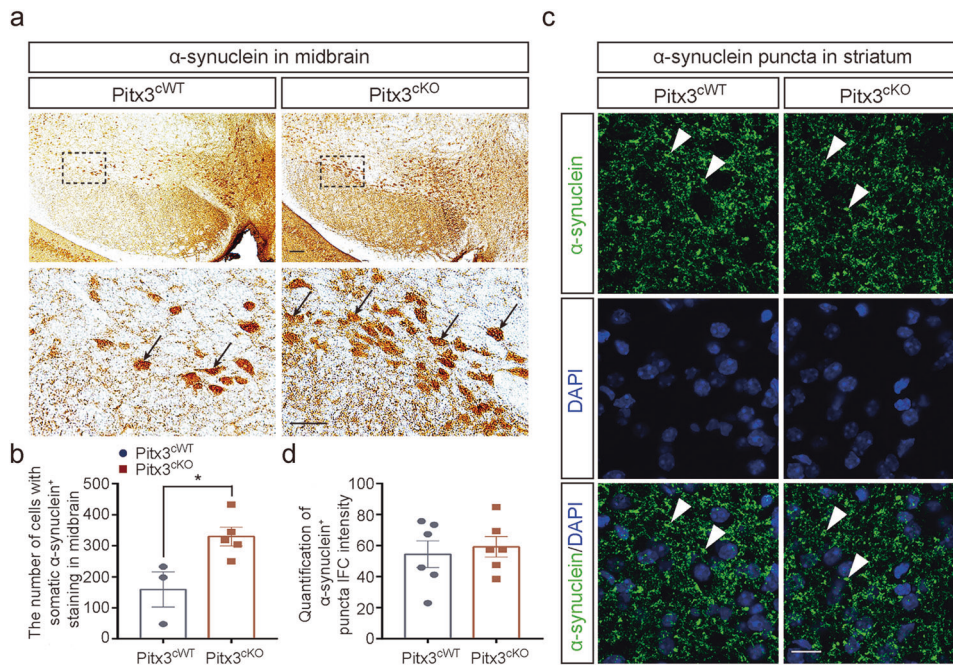 a
α-synuclein in midbrain
Pitx3cWT
Pitx3cKO
b
Pitx3cWT
Pitx3cKO
The number of cells with
somatic α-synuclein+
staining in midbrain
500
400
300
200
100
0
*
Pitx3cWT
Pitx3cKO
d
Quantification of
α-synuclein+
puncta IFC intensity
100
80
60
40
20
0
Pitx3cWT
Pitx3cKO
c
α-synuclein puncta in striatum
Pitx3cWT
Pitx3cKO
α-synuclein
DAPI
α-synuclein/DAPI